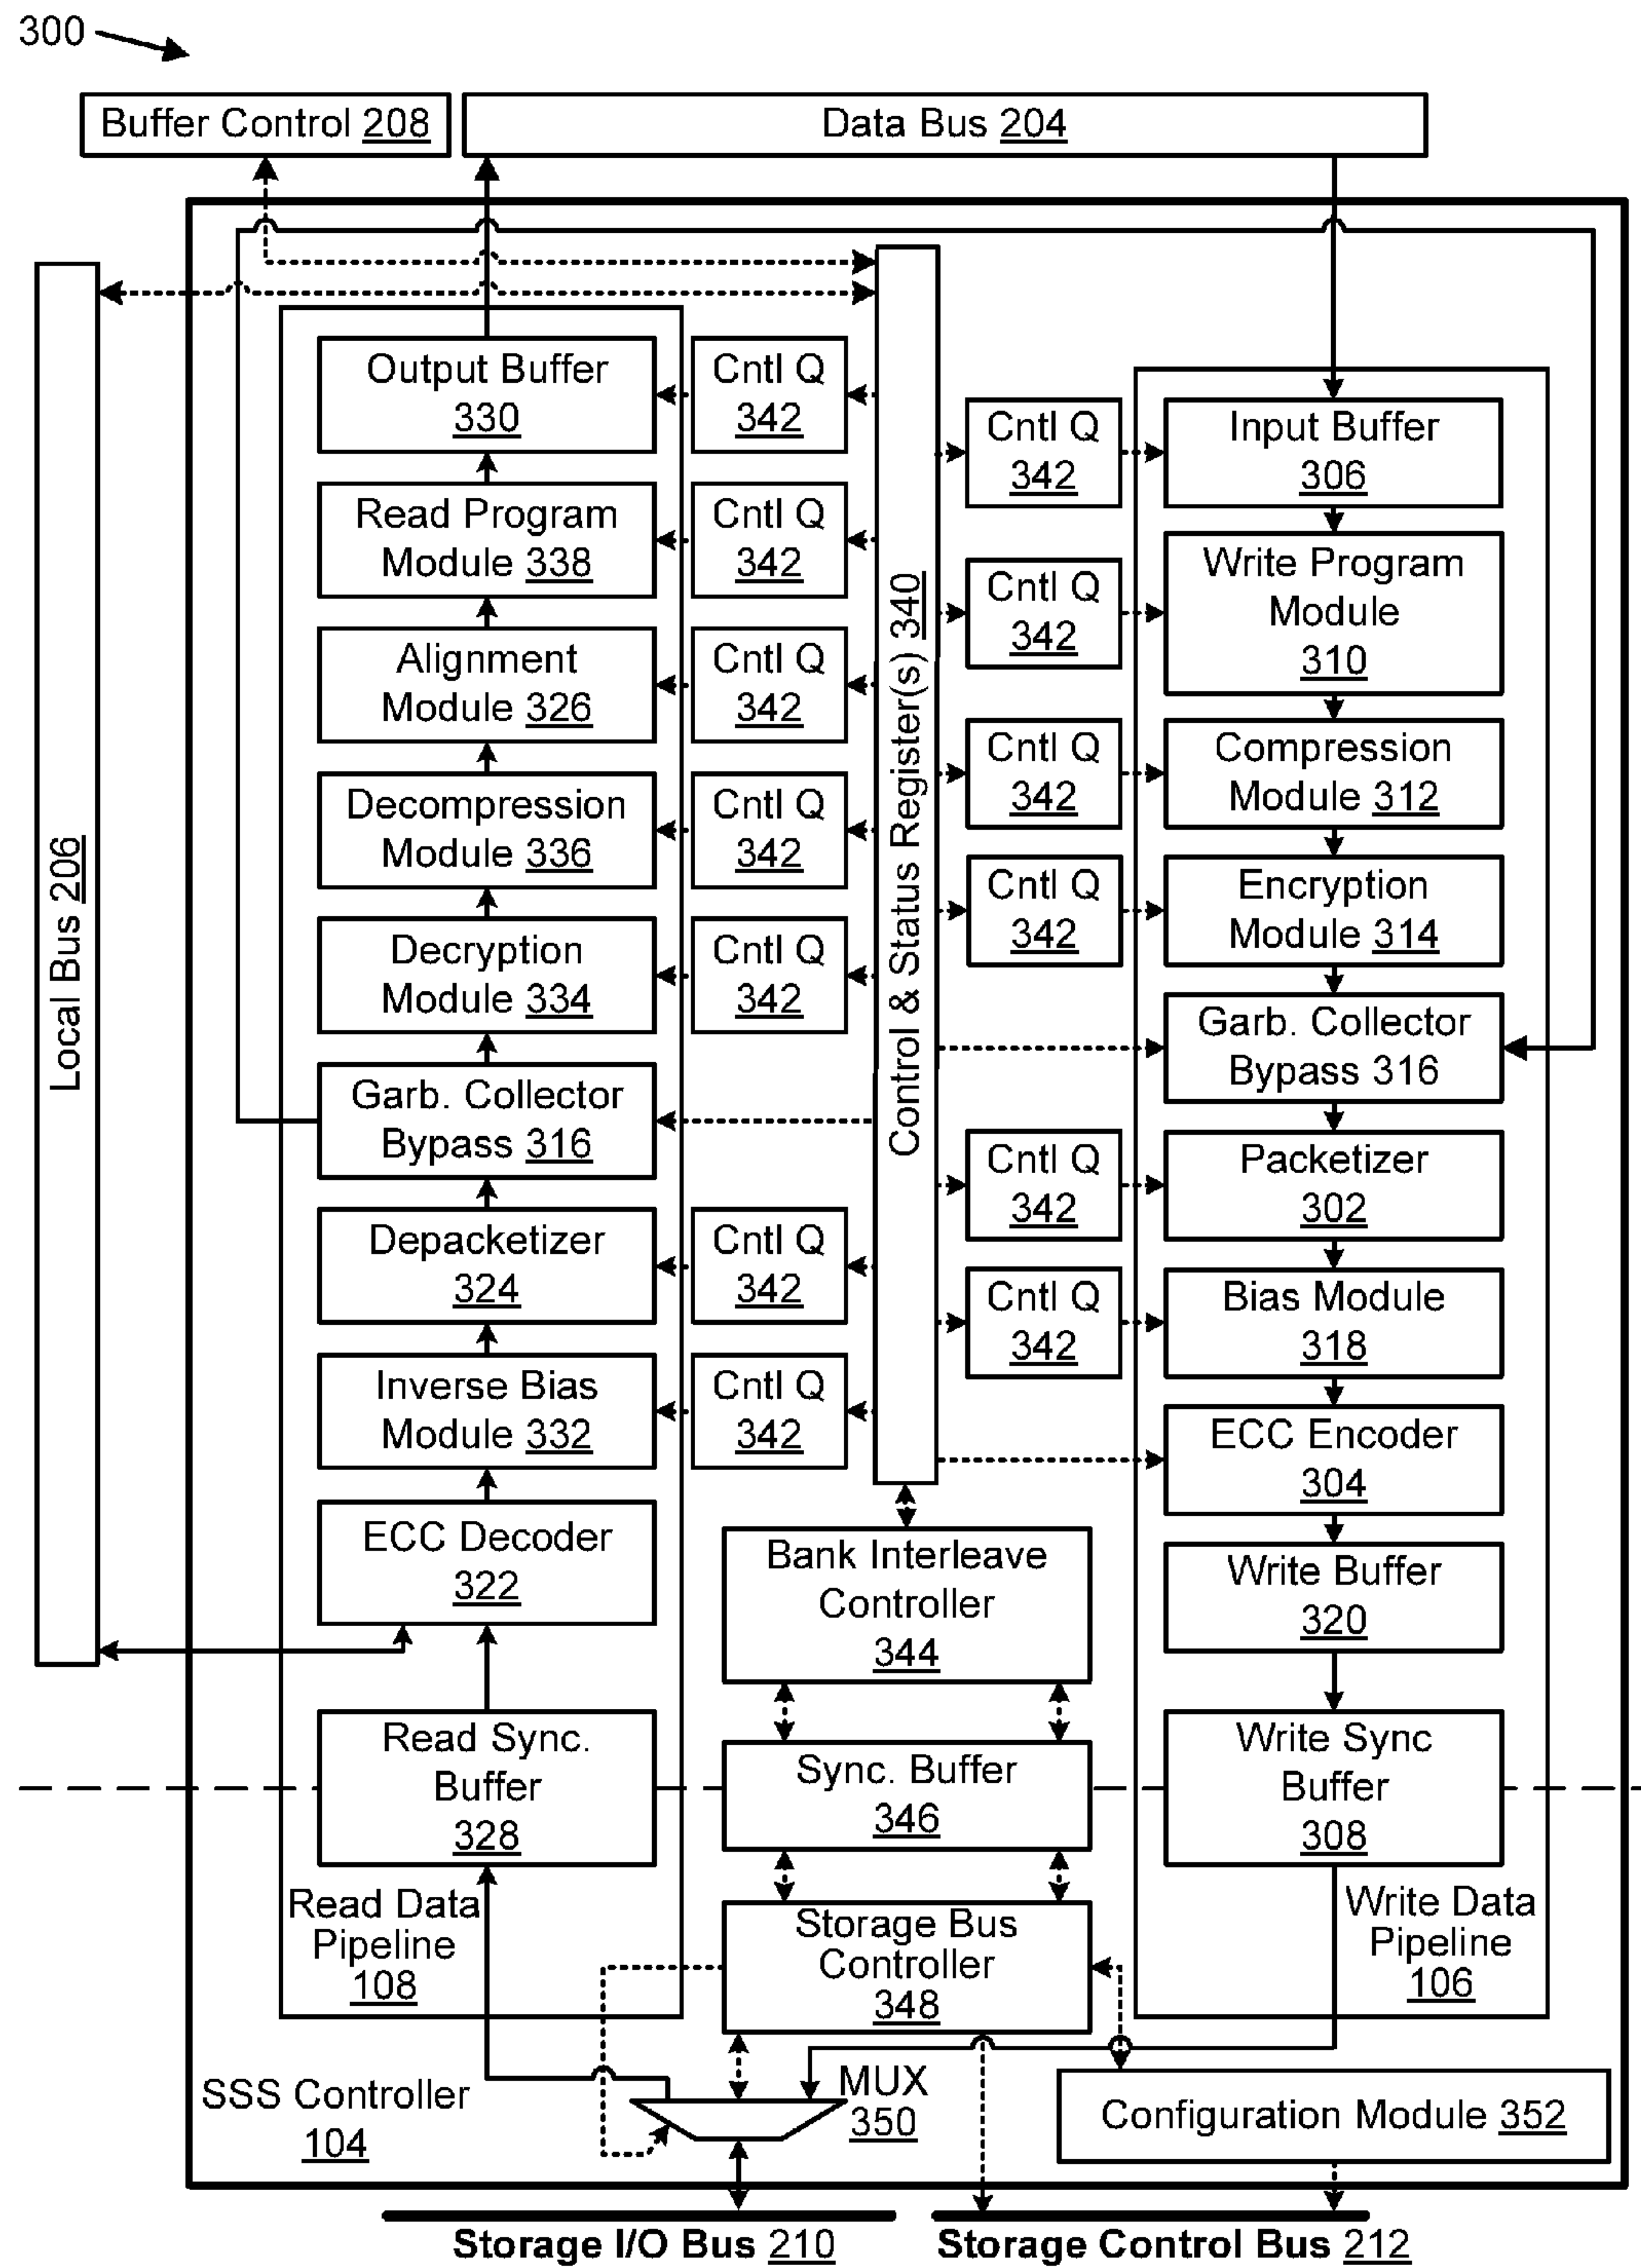 300
Buffer Control 208
Data Bus 204
Local Bus 206
Output Buffer
330
Read Program
Module 338
Alignment
Module 326
Decompression
Module 336
Decryption
Module 334
Garb. Collector
Bypass 316
Depacketizer
324
Inverse Bias
Module 332
ECC Decoder
322
Read Sync.
Buffer
328
Read Data
Pipeline
108
Cntl Q
342
Cntl Q
342
Cntl Q
342
Cntl Q
342
Cntl Q
342
Cntl Q
342
Cntl Q
342
Control & Status Register(s) 340
Cntl Q
342
Cntl Q
342
Cntl Q
342
Cntl Q
342
Cntl Q
342
Cntl Q
342
Input Buffer
306
Write Program
Module
310
Compression
Module 312
Encryption
Module 314
Garb. Collector
Bypass 316
Packetizer
302
Bias Module
318
ECC Encoder
304
Write Buffer
320
Write Sync
Buffer
308
Write Data
Pipeline
106
Bank Interleave
Controller
344
Sync. Buffer
346
Storage Bus
Controller
348
SSS Controller
104
MUX
350
Configuration Module 352
Storage I/O Bus 210
Storage Control Bus 212